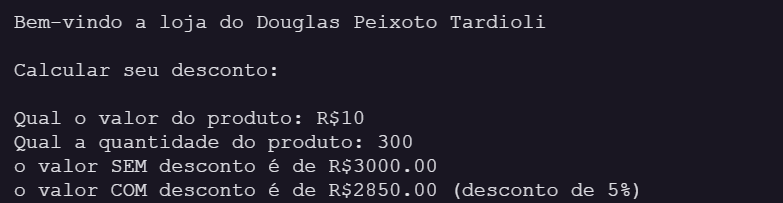 Bem-vindo a loja do Douglas Peixoto Tardioli
Calcular seu desconto:
Qual o valor do produto: R$10
Qual a quantidade do produto: 300
o valor SEM desconto é de R$3000.00
o valor COM desconto é de R$2850.00 (desconto de 5%)